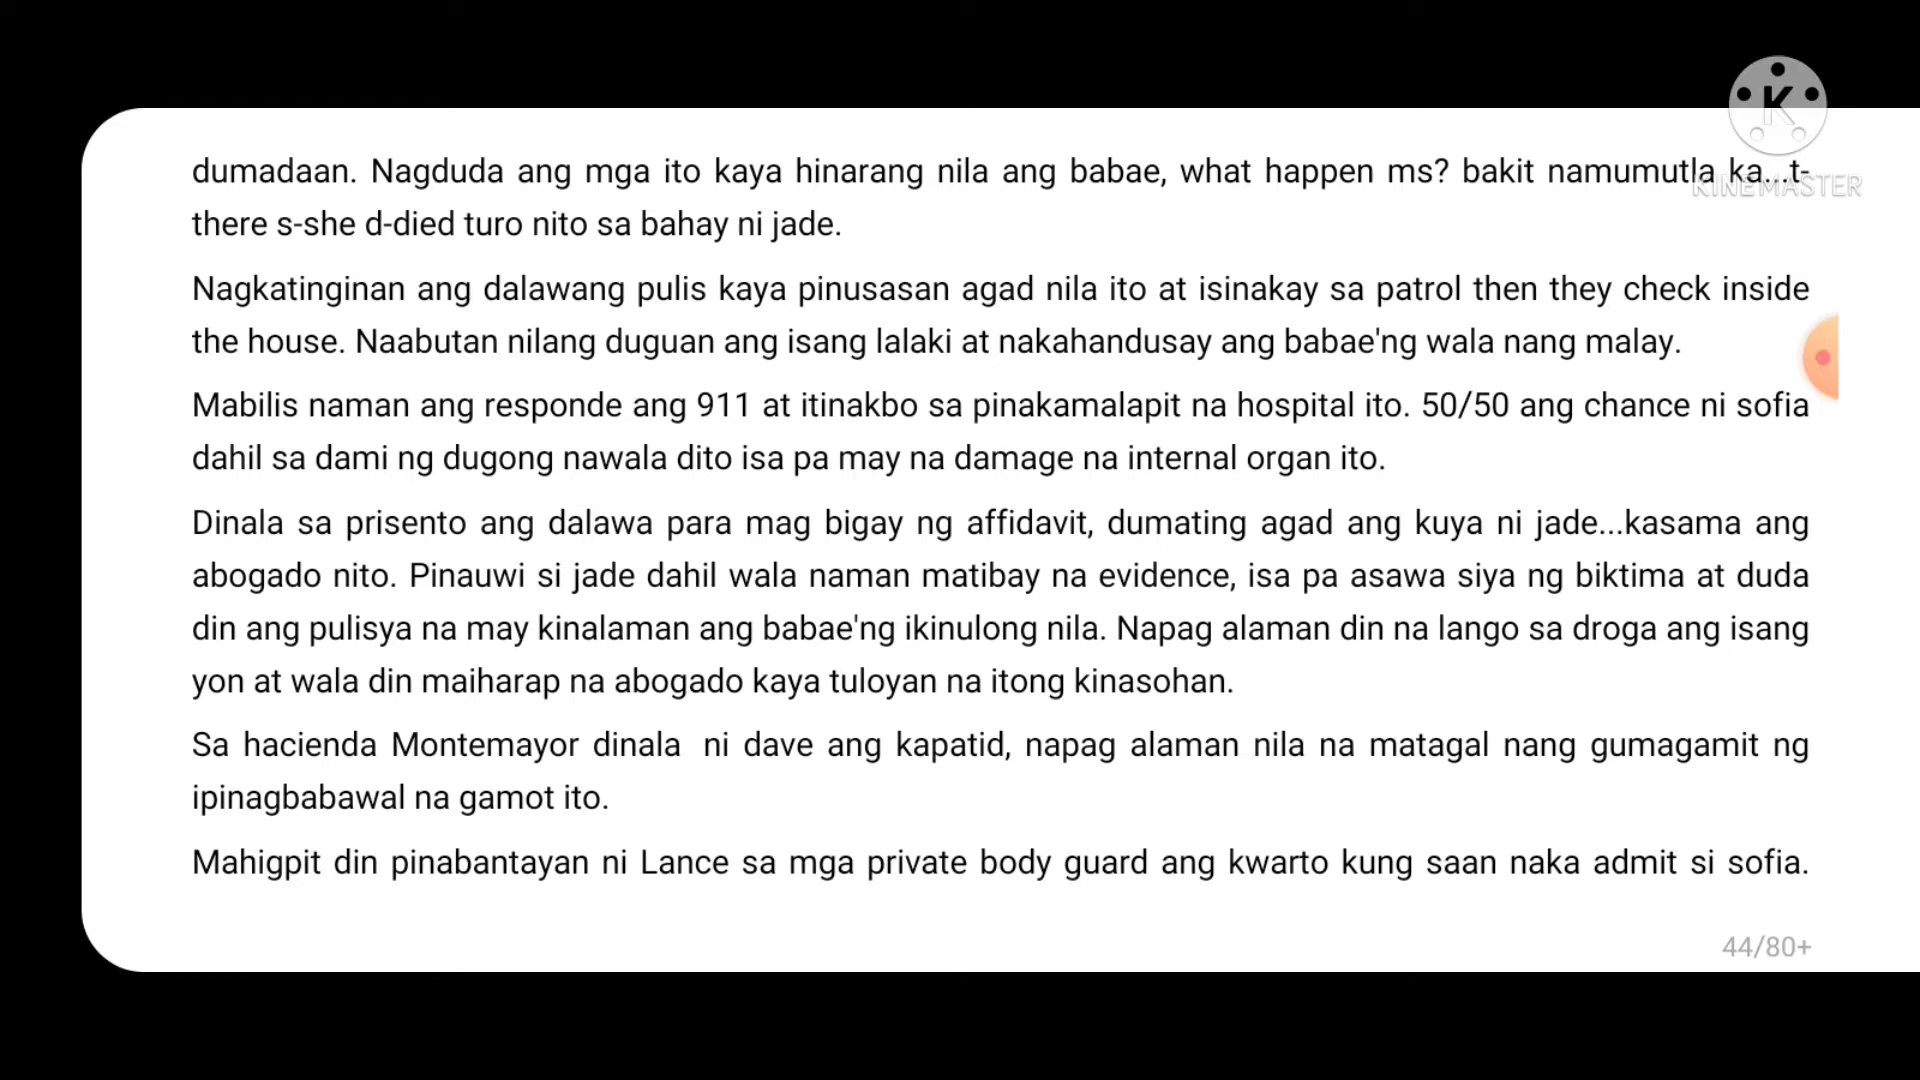 K
KINEMASTER
dumadaan. Nagduda ang mga ito kaya hinarang nila ang babae, what happen ms? bakit namumutla ka...t-
there s-she d-died turo nito sa bahay ni jade.
Nagkatinginan ang dalawang pulis kaya pinusasan agad nila ito at isinakay sa patrol then they check inside
the house. Naabutan nilang duguan ang isang lalaki at nakahandusay ang babae'ng wala nang malay.
Mabilis naman ang responde ang 911 at itinakbo sa pinakamalapit na hospital ito. 50/50 ang chance ni sofia
dahil sa dami ng dugong nawala dito isa pa may na damage na internal organ ito.
Dinala sa prisento ang dalawa para mag bigay ng affidavit, dumating agad ang kuya ni jade...kasama ang
abogado nito. Pinauwi si jade dahil wala naman matibay na evidence, isa pa asawa siya ng biktima at duda
din ang pulisya na may kinalaman ang babae'ng ikinulong nila. Napag alaman din na lango sa droga ang isang
yon at wala din maiharap na abogado kaya tuloyan na itong kinasohan.
Sa hacienda Montemayor dinala ni dave ang kapatid, napag alaman nila na matagal nang gumagamit ng
ipinagbabawal na gamot ito.
Mahigpit din pinabantayan ni Lance sa mga private body guard ang kwarto kung saan naka admit si sofia.
44/80+